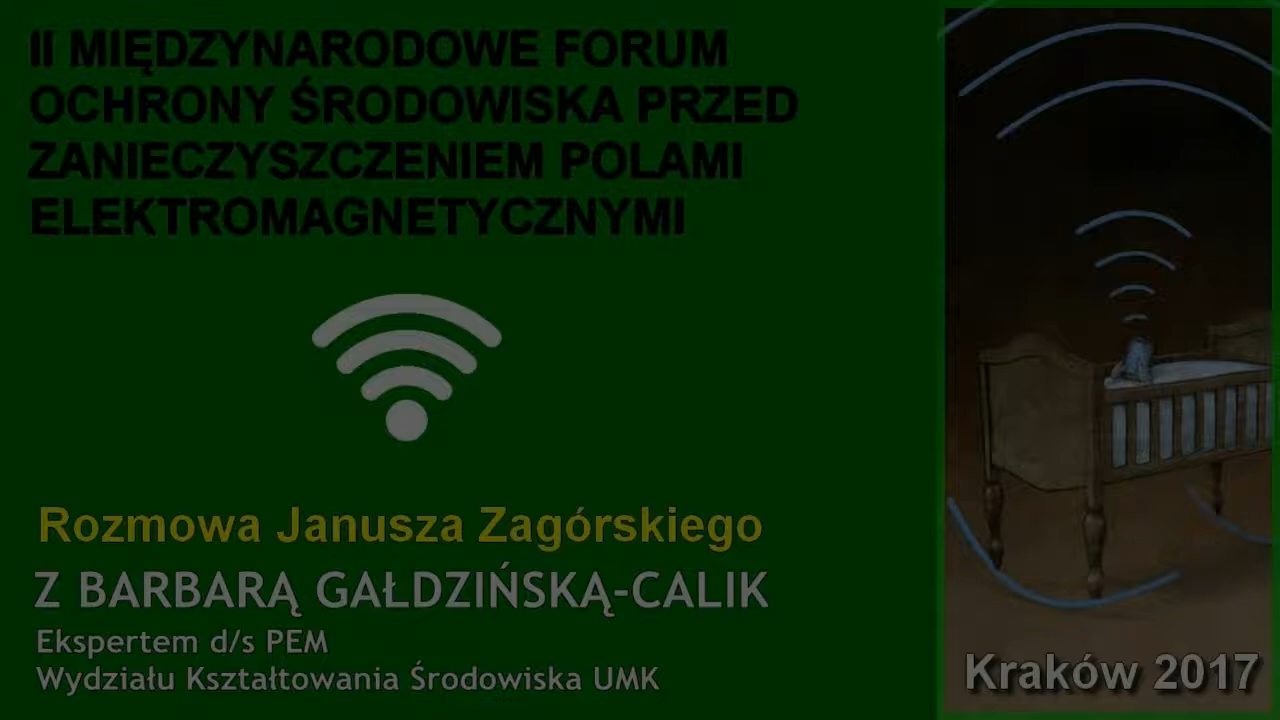 II MIĘDZYNARODOWE FORUM
OCHRONY ŚRODOWISKA PRZED
ZANIECZYSZCZENIEM POLAMI
ELEKTROMAGNETYCZNYMI
Rozmowa Janusza Zagórskiego
Z BARBARĄ GAŁDZIŃSKĄ-CALIK
Ekspertem d/s PEM
Wydziału Kształtowania Środowiska UMK
Kraków 2017